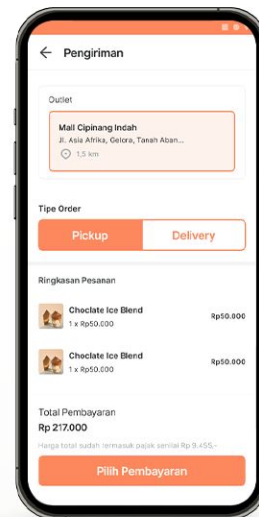 Pengiriman
Outlet
Mall Cipinang Indah
Jl. Asia Afrika, Gelora, Tanah Aban...
1,5 km
Tipe Order
Pickup
Delivery
Ringkasan Pesanan
Choclate Ice Blend
1 x Rp50.000
Rp50.000
Choclate Ice Blend
1 x Rp50.000
Rp50.000
Total Pembayaran
Rp 217.000
Harga total sudah termasuk pajak senilai Rp 9.455,-
Pilih Pembayaran